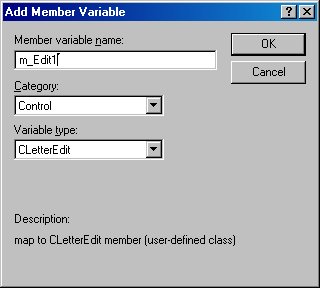 Add Member Variable
Member variable name:
OK
m_Edit1
Cancel
Category:
Control
Variable type:
CLetterEdit
Description:
map to CLetterEdit member (user-defined class)